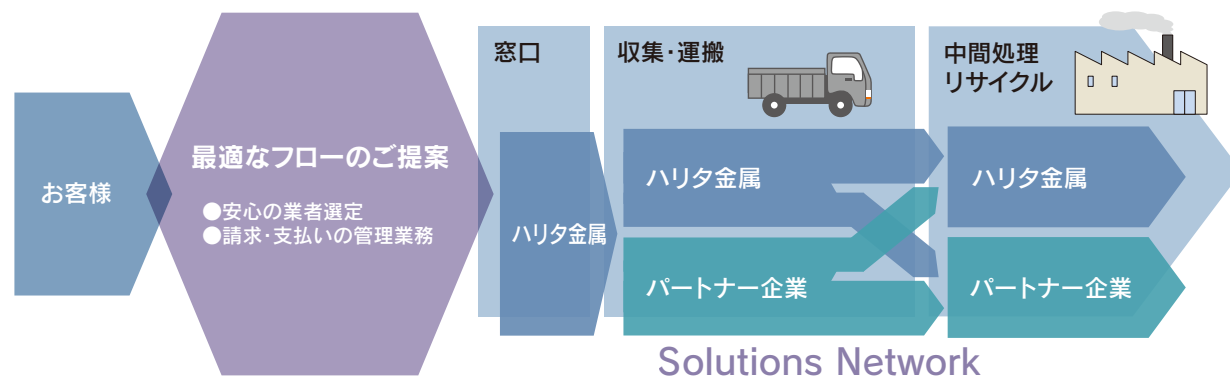 お客様
最適なフローのご提案
●安心の業者選定
●請求・支払いの管理業務
窓口
ハリタ金属
収集・運搬
ハリタ金属
パートナー企業
中間処理
リサイクル
ハリタ金属
パートナー企業
Solutions Network